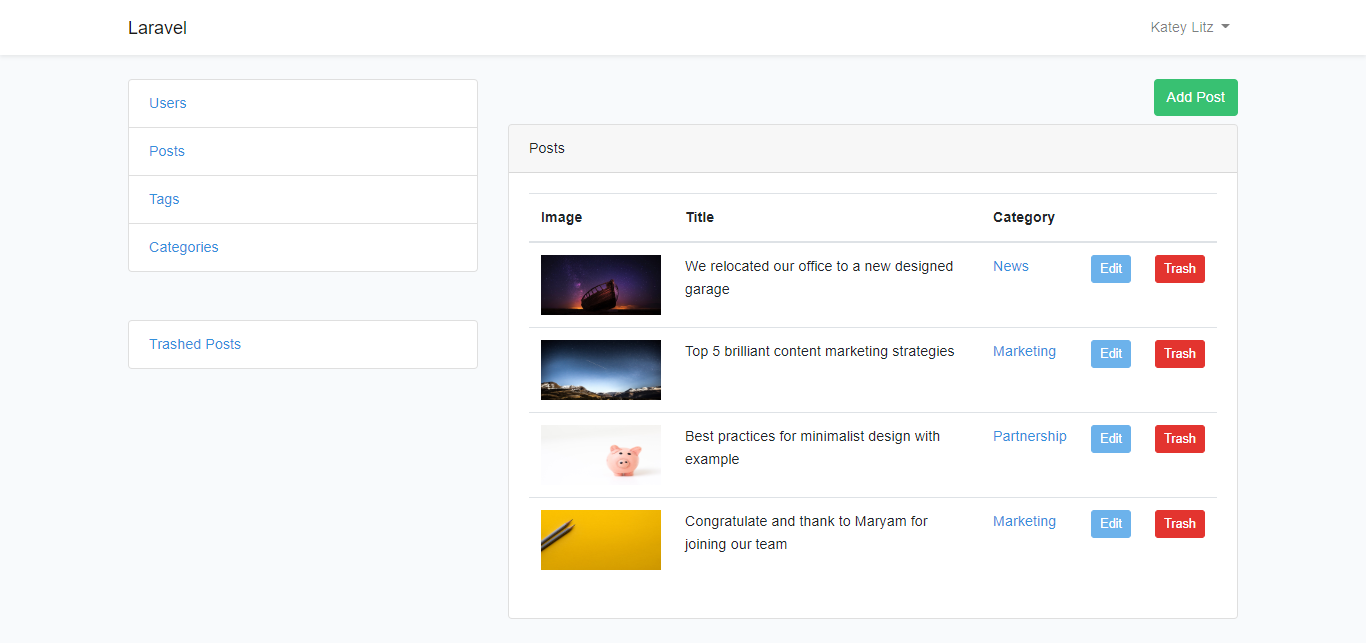 Laravel
Katey Litz
Users
Posts
Tags
Categories
Trashed Posts
Add Post
Posts
Image Title Category
We relocated our office to a new designed News Edit Trash
garage
Top 5 brilliant content marketing strategies Marketing Edit Trash
Best practices for minimalist design with Partnership Edit Trash
example
Congratulate and thank to Maryam for Marketing Edit Trash
joining our team